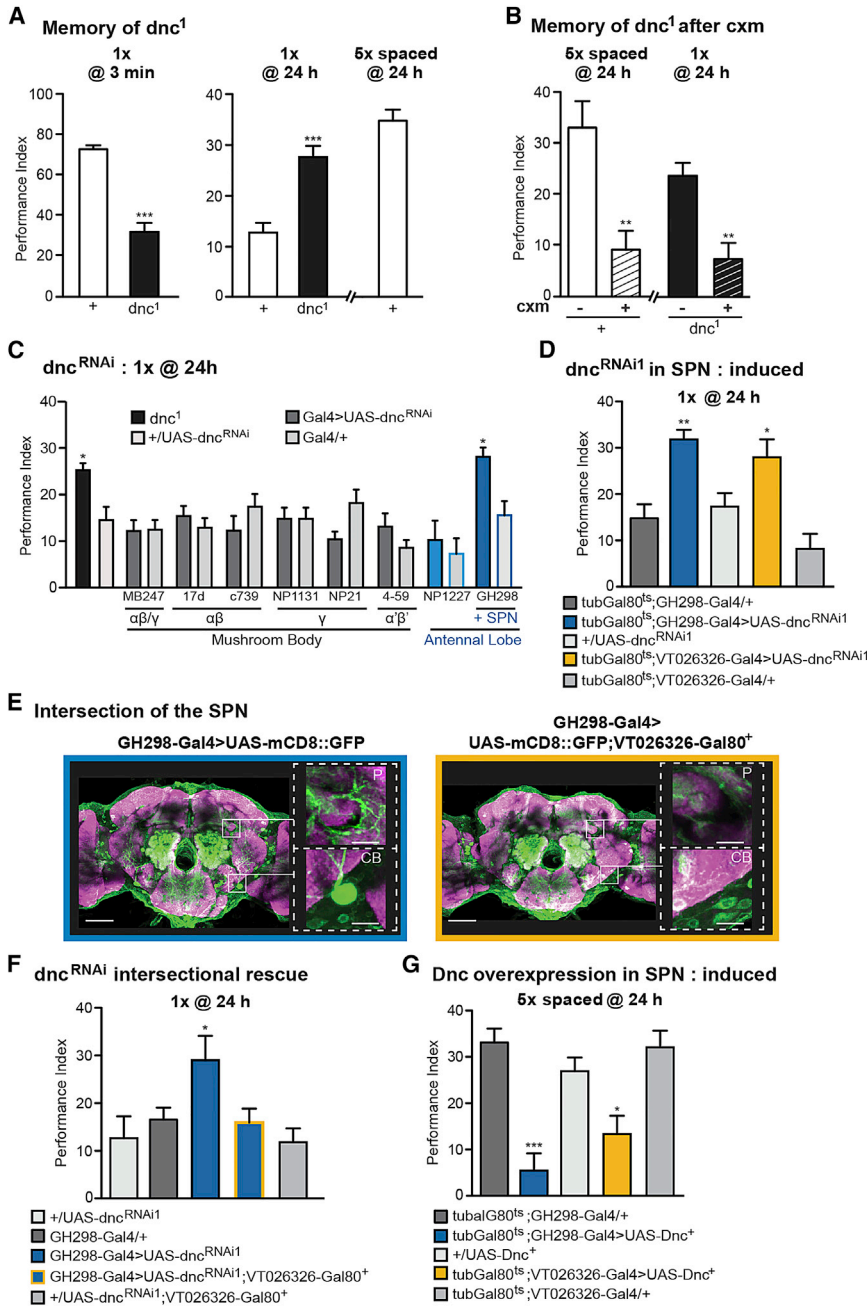 A
Memory of dnc¹
1x
@ 3 min
1x
@ 24 h
5x spaced
@ 24 h
Performance Index
100
80
60
40
20
0
***
+
dnc¹
40
30
20
10
0
***
+
dnc¹
+
B
Memory of dnc¹ after cxm
5x spaced
@ 24 h
1x
@ 24 h
Performance Index
40
30
20
10
0
**
**
cxm
-
+
-
+
+
dnc¹
C
dnc^RNAi : 1x @ 24h
Performance Index
40
30
20
10
0
dnc¹
+/UAS-dnc^RNAi
Gal4>UAS-dnc^RNAi
Gal4/+
*
*
MB247
17d
c739
NP1131
NP21
4-59
NP1227
GH298
αβ/γ
αβ
γ
α'β'
+ SPN
Mushroom Body
Antennal Lobe
D
dnc^RNAi1 in SPN : induced
1x @ 24 h
Performance Index
40
30
20
10
0
**
*
tubGal80^ts;GH298-Gal4/+
tubGal80^ts;GH298-Gal4>UAS-dnc^RNAi1
+/UAS-dnc^RNAi1
tubGal80^ts;VT026326-Gal4>UAS-dnc^RNAi1
tubGal80^ts;VT026326-Gal4/+
E
Intersection of the SPN
GH298-Gal4>UAS-mCD8::GFP
P
CB
GH298-Gal4>
UAS-mCD8::GFP;VT026326-Gal80⁺
P
CB
F
dnc^RNAi intersectional rescue
1x @ 24 h
Performance Index
40
30
20
10
0
*
+/UAS-dnc^RNAi1
GH298-Gal4/+
GH298-Gal4>UAS-dnc^RNAi1
GH298-Gal4>UAS-dnc^RNAi1;VT026326-Gal80⁺
+/UAS-dnc^RNAi1;VT026326-Gal80⁺
G
Dnc overexpression in SPN : induced
5x spaced @ 24 h
Performance Index
40
30
20
10
0
***
*
tubalG80^ts;GH298-Gal4/+
tubGal80^ts;GH298-Gal4>UAS-Dnc⁺
+/UAS-Dnc⁺
tubGal80^ts;VT026326-Gal4>UAS-Dnc⁺
tubGal80^ts;VT026326-Gal4/+